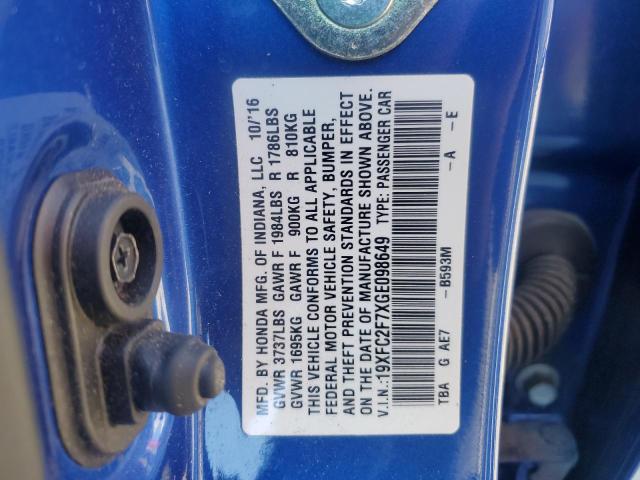 MFD. BY HONDA MFG. OF INDIANA, LLC 10/'16
GVWR 3737LBS GAWR F 1984LBS R 1786LBS
GVWR 1695KG GAWR F 900KG R 810KG
THIS VEHICLE CONFORMS TO ALL APPLICABLE
FEDERAL MOTOR VEHICLE SAFETY, BUMPER,
AND THEFT PREVENTION STANDARDS IN EFFECT
ON THE DATE OF MANUFACTURE SHOWN ABOVE.
V.I.N.:19XFC2F7XGE098649 TYPE: PASSENGER CAR
TBA G AE7 -B593M -A -E